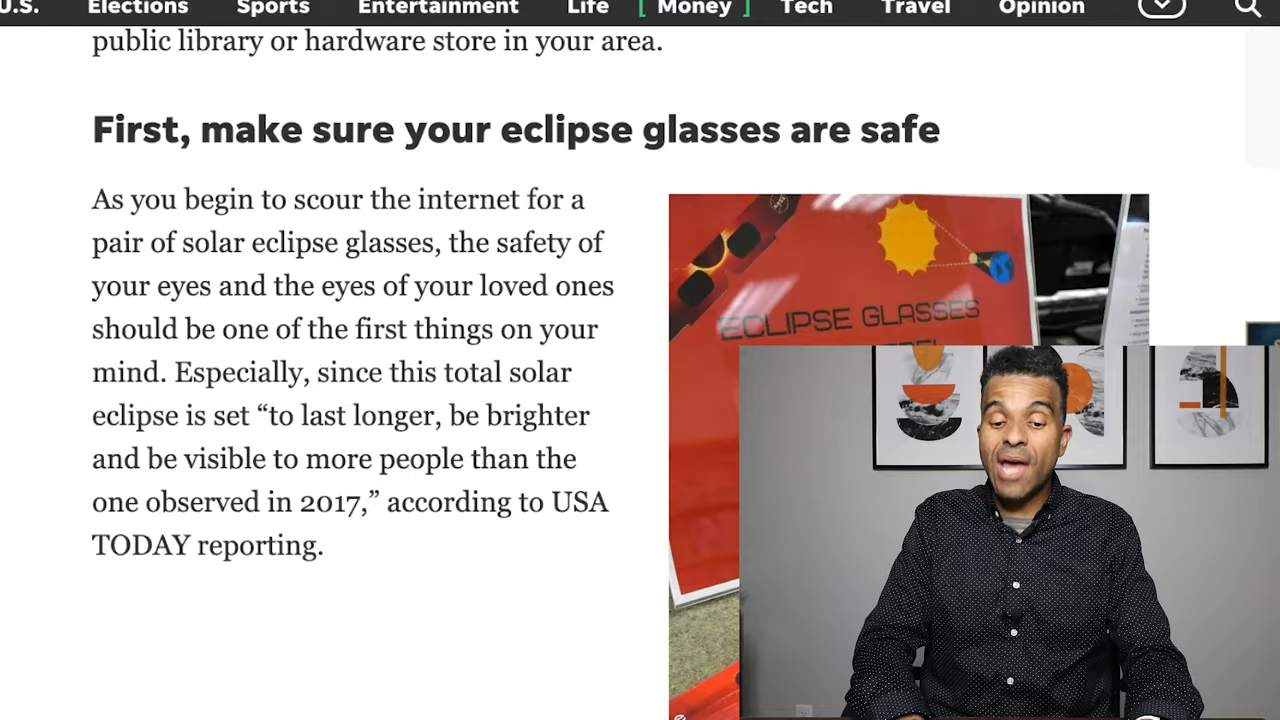 U.S. Elections Sports Entertainment Life [ Money ] Tech Travel Opinion
public library or hardware store in your area.
First, make sure your eclipse glasses are safe
As you begin to scour the internet for a
pair of solar eclipse glasses, the safety of
your eyes and the eyes of your loved ones
should be one of the first things on your
mind. Especially, since this total solar
eclipse is set “to last longer, be brighter
and be visible to more people than the
one observed in 2017,” according to USA
TODAY reporting.
ECLIPSE GLASSES